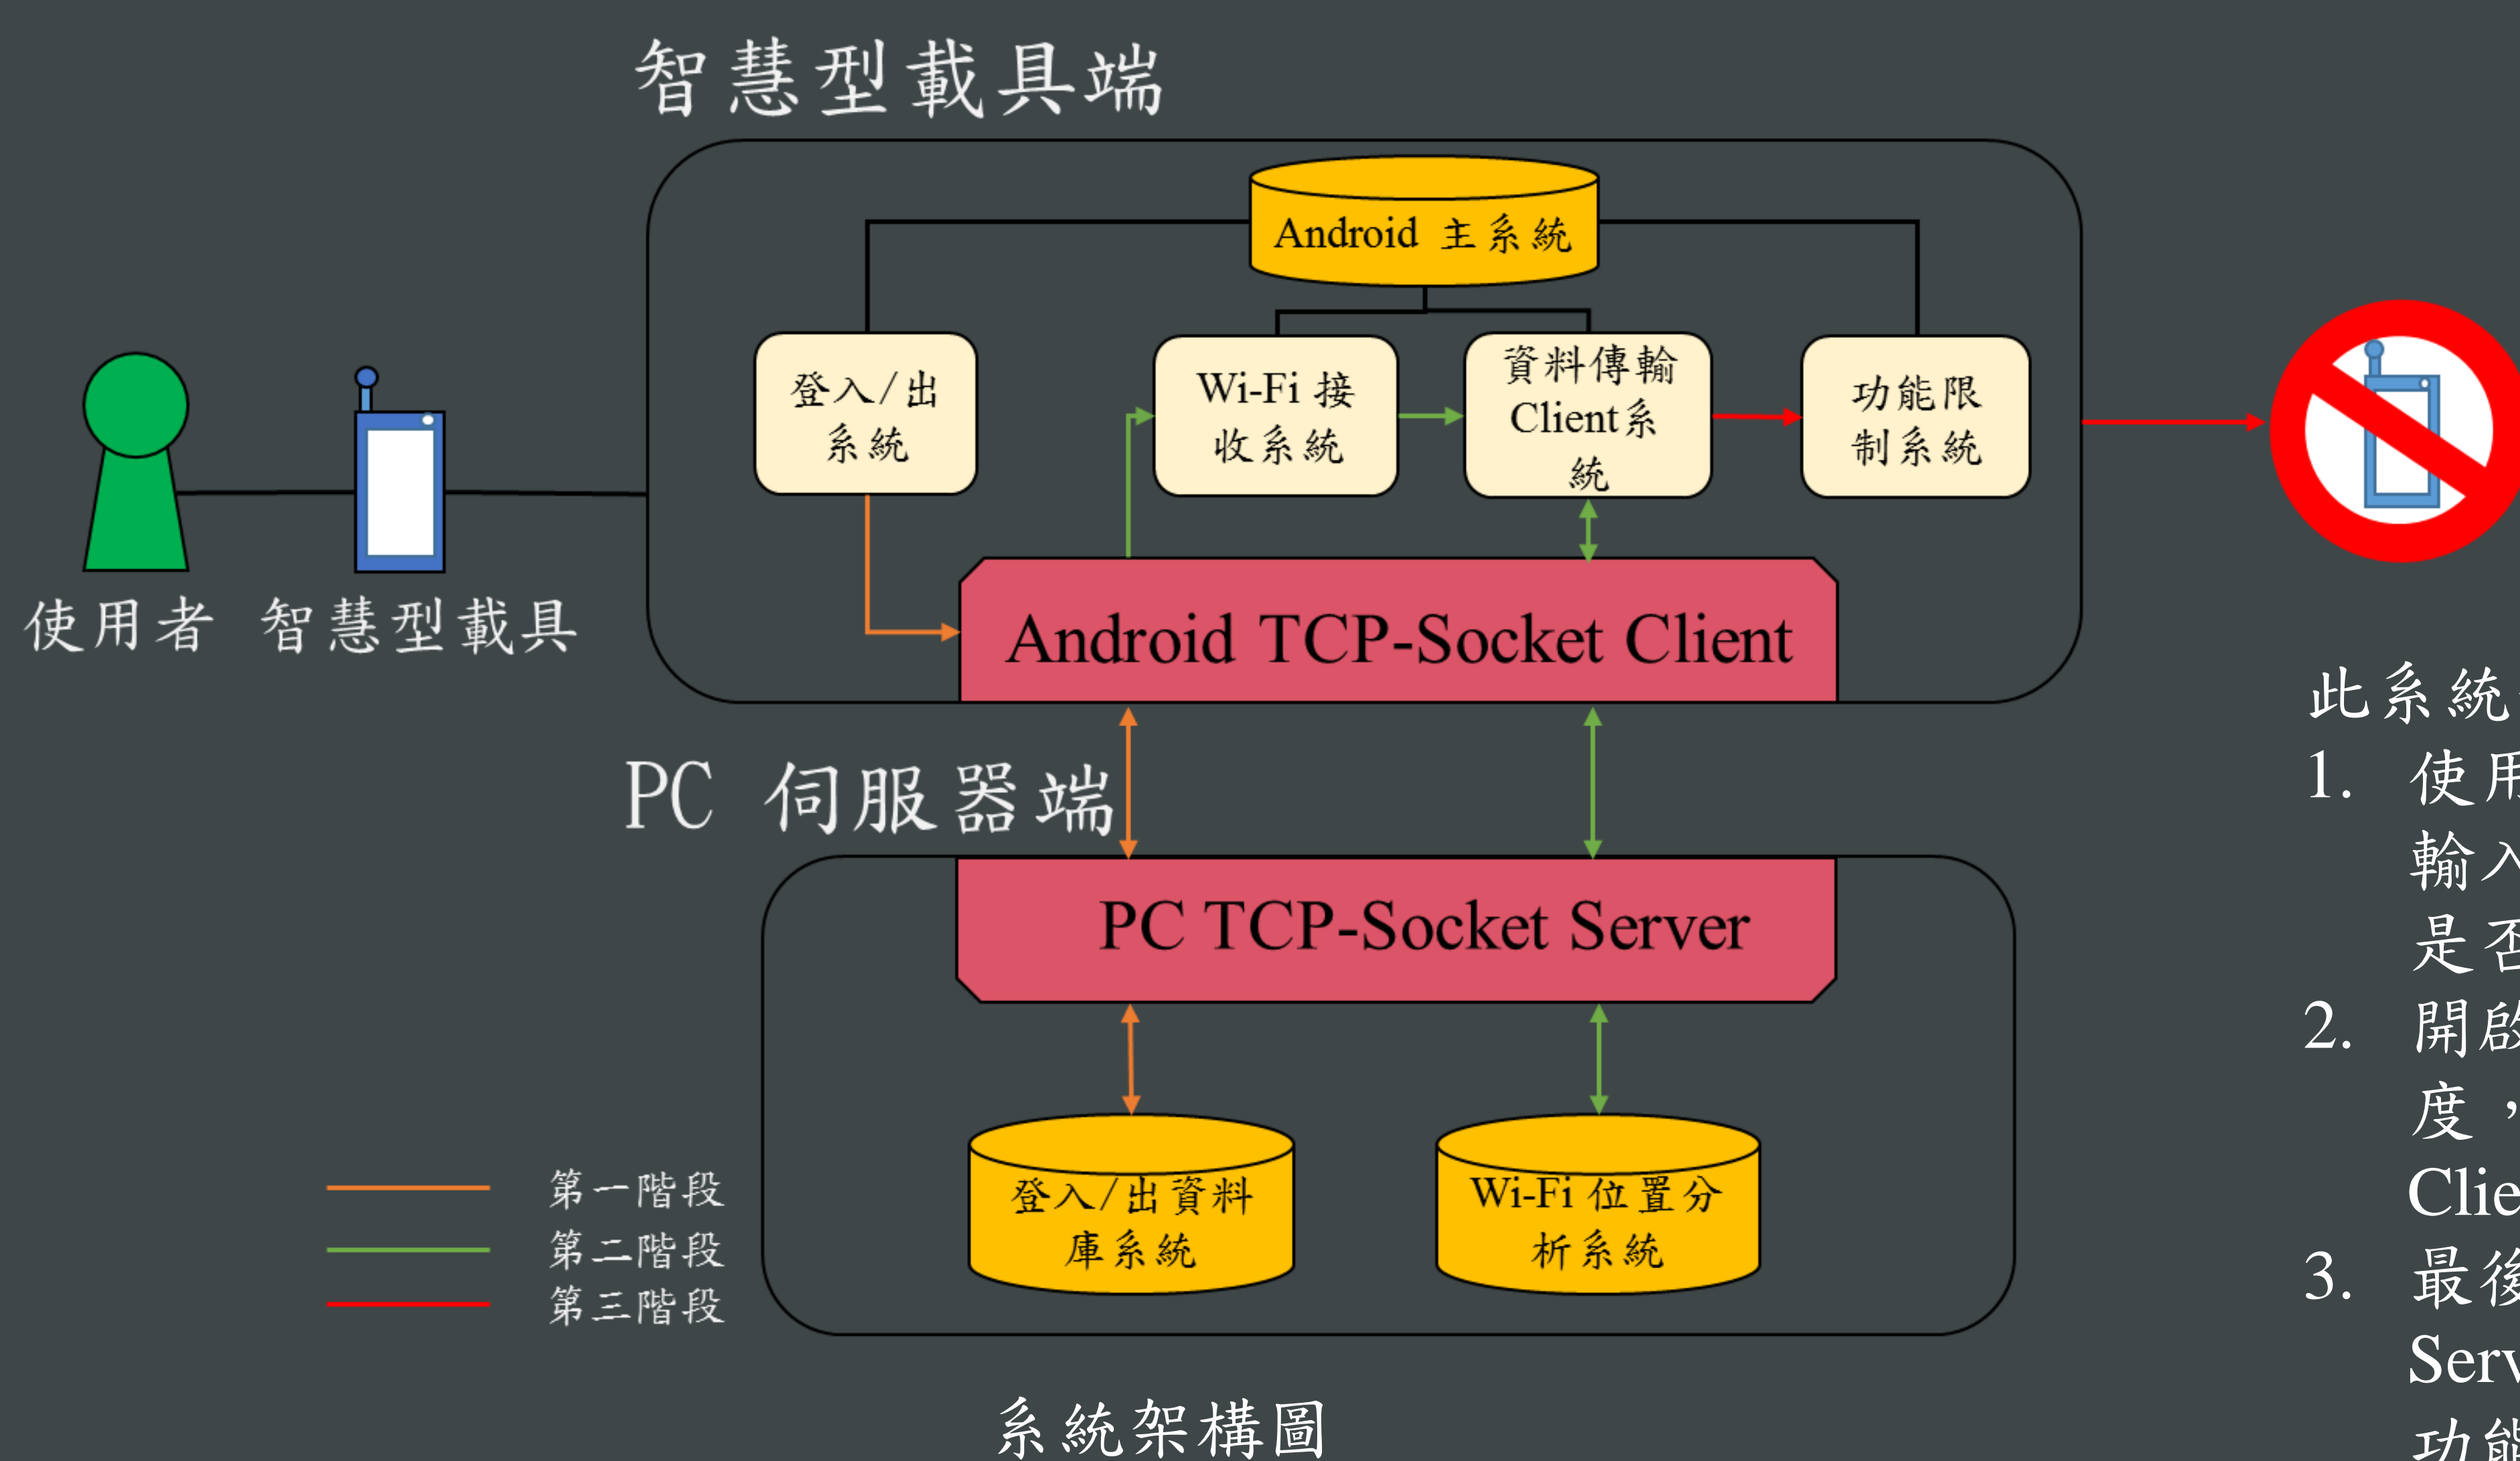 智慧型載具端
Android 主系統
登入/出
系統
Wi-Fi 接
收系統
資料傳輸
Client系
統
功能限
制系統
Android TCP-Socket Client
使用者
智慧型載具
PC 伺服器端
PC TCP-Socket Server
登入/出資料
庫系統
Wi-Fi 位置分
析系統
第一階段
第二階段
第三階段
系統架構圖
此系統
1. 使用
輸入
是否
2. 開啟
度，
Clie
3. 最後
Serv
功能